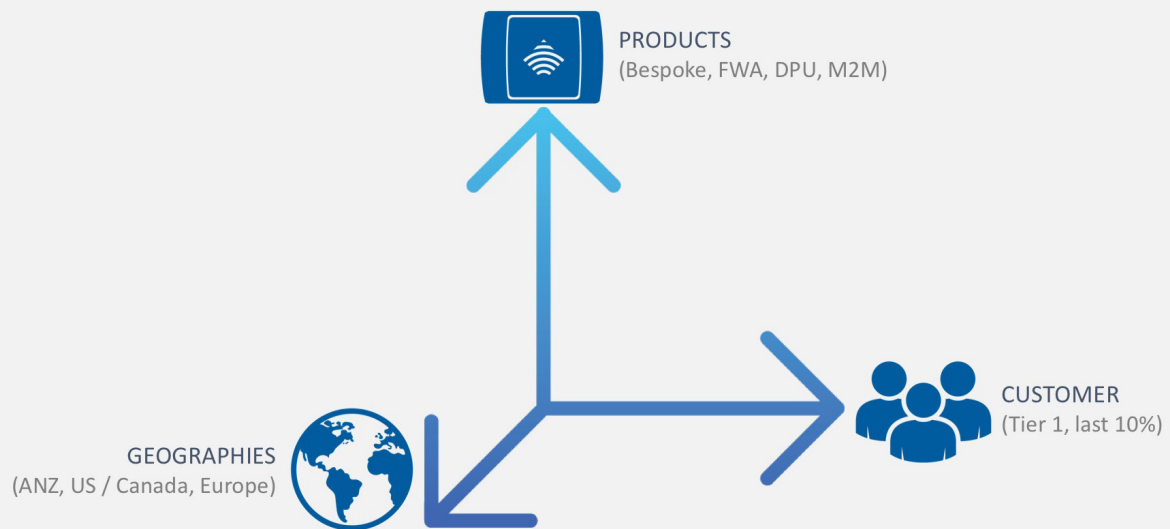 PRODUCTS
(Bespoke, FWA, DPU, M2M)
CUSTOMER
(Tier 1, last 10%)
GEOGRAPHIES
(ANZ, US / Canada, Europe)